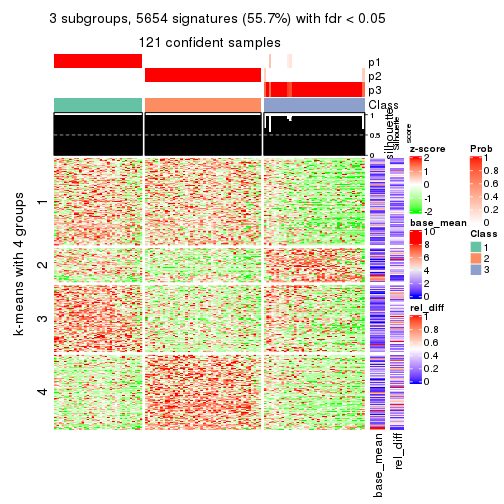 3 subgroups, 5654 signatures (55.7%) with fdr < 0.05
121 confident samples
p1
p2
p3
Class
silhouette
Silhouette
score
1
0.5
0
k-means with 4 groups
1
2
3
4
base_mean
rel_diff
z-score
2
1
0
-1
-2
base_mean
10
8
6
4
2
0
rel_diff
1
0.8
0.6
0.4
0.2
0
Prob
1
0.8
0.6
0.4
0.2
0
Class
1
2
3